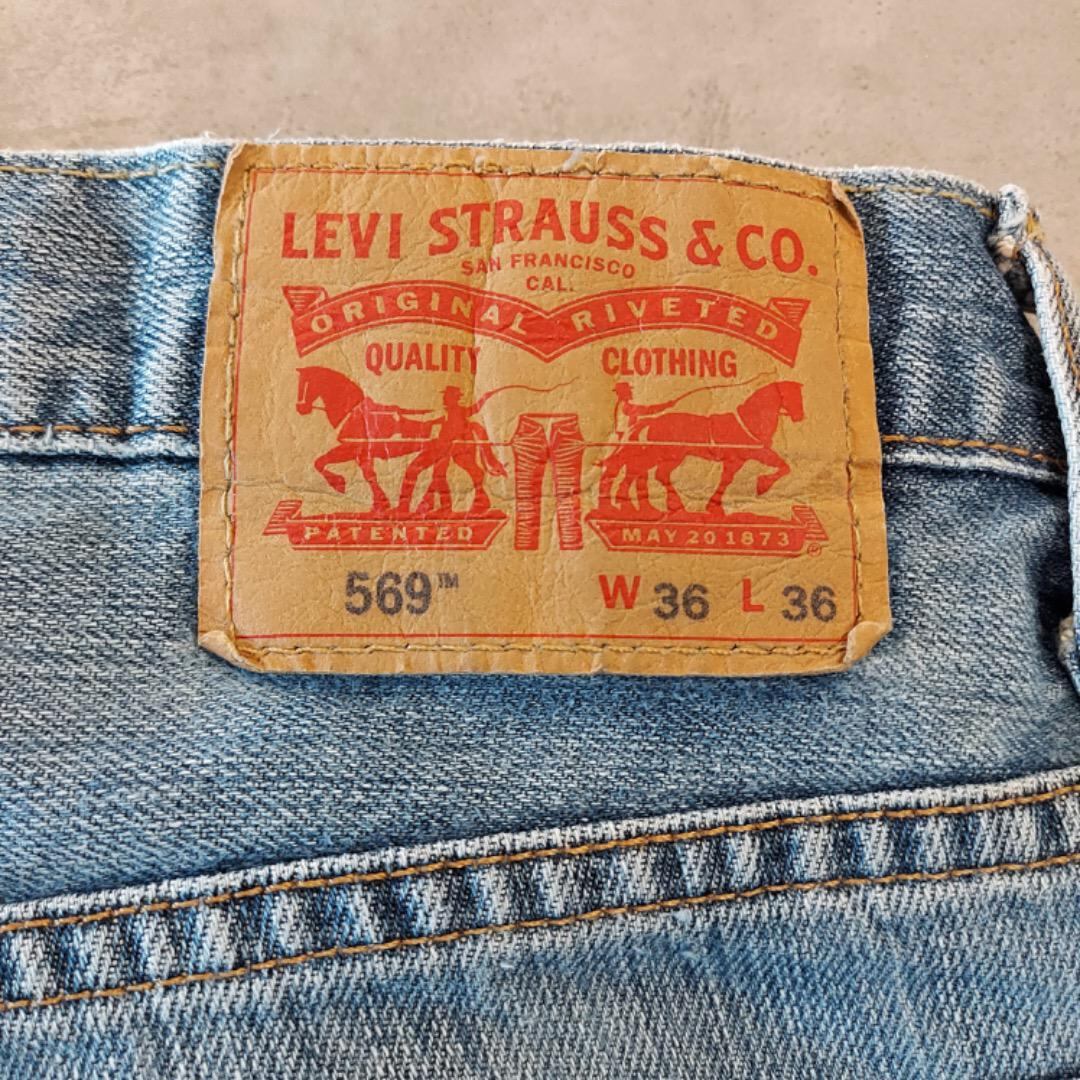 LEVI STRAUSS & CO.
SAN FRANCISCO
CAL.
ORIGINAL RIVETED
QUALITY CLOTHING
PATENTED MAY 20 1873 ®
569™ W 36 L 36